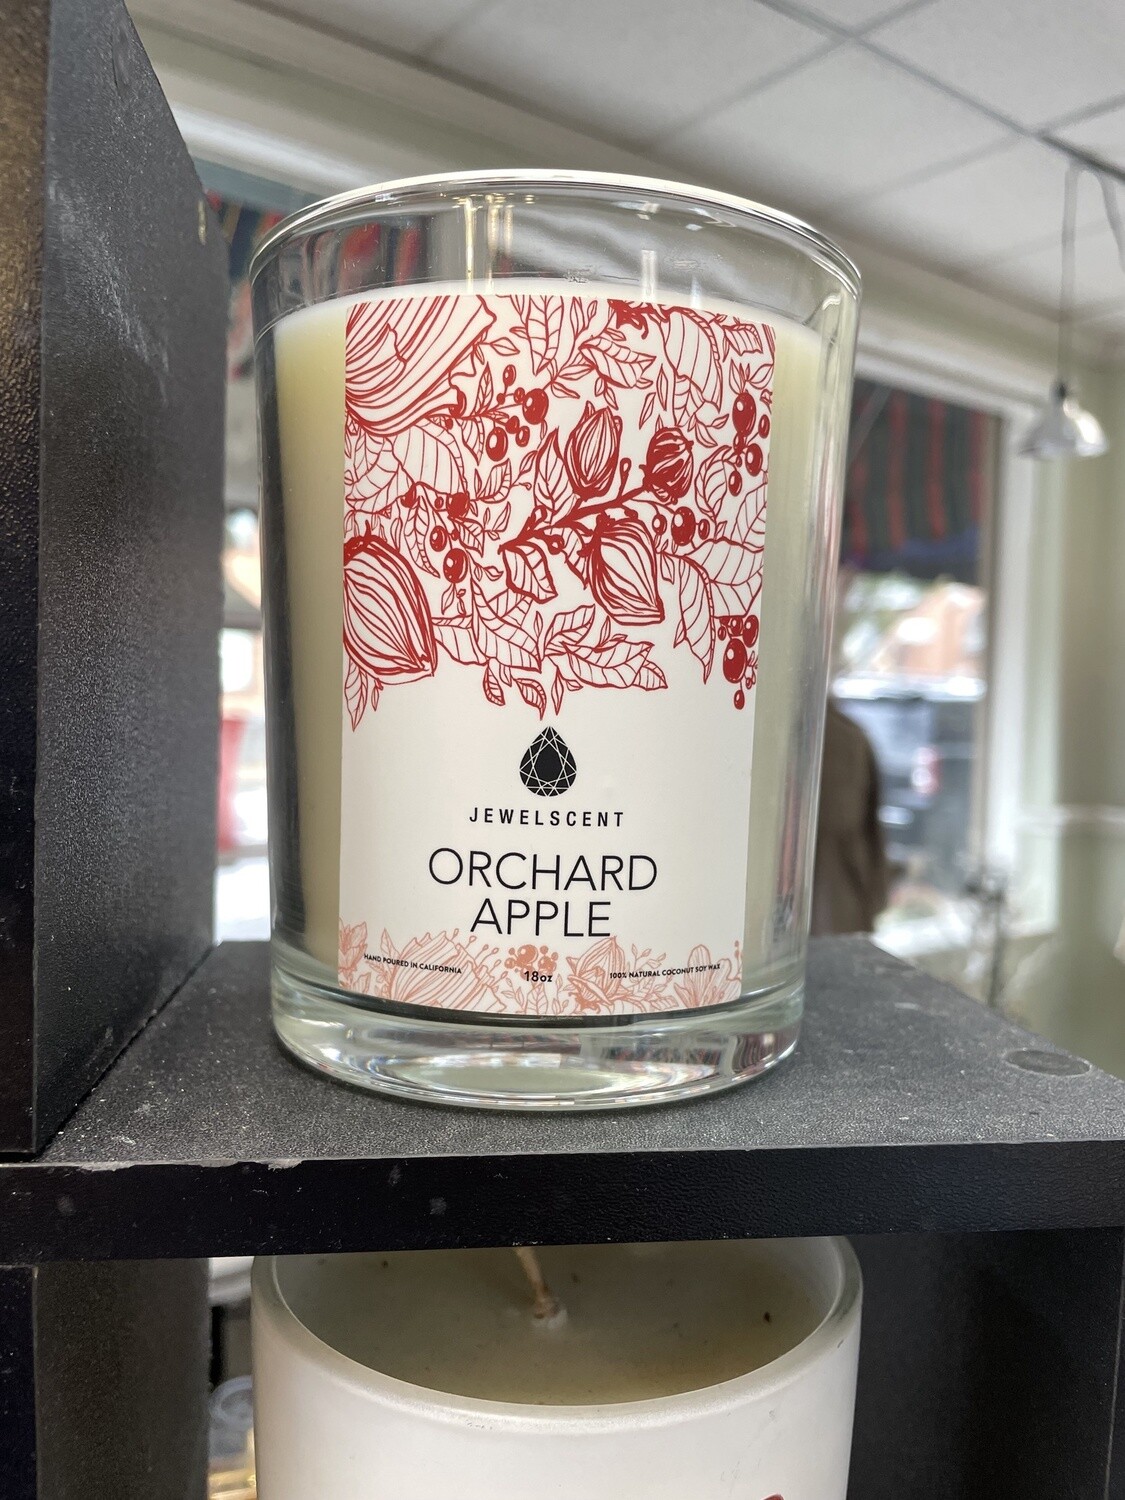 JEWELSCENT
ORCHARD
APPLE
HAND POURED IN CALIFORNIA
18oz
100% NATURAL COCONUT SOY WAX